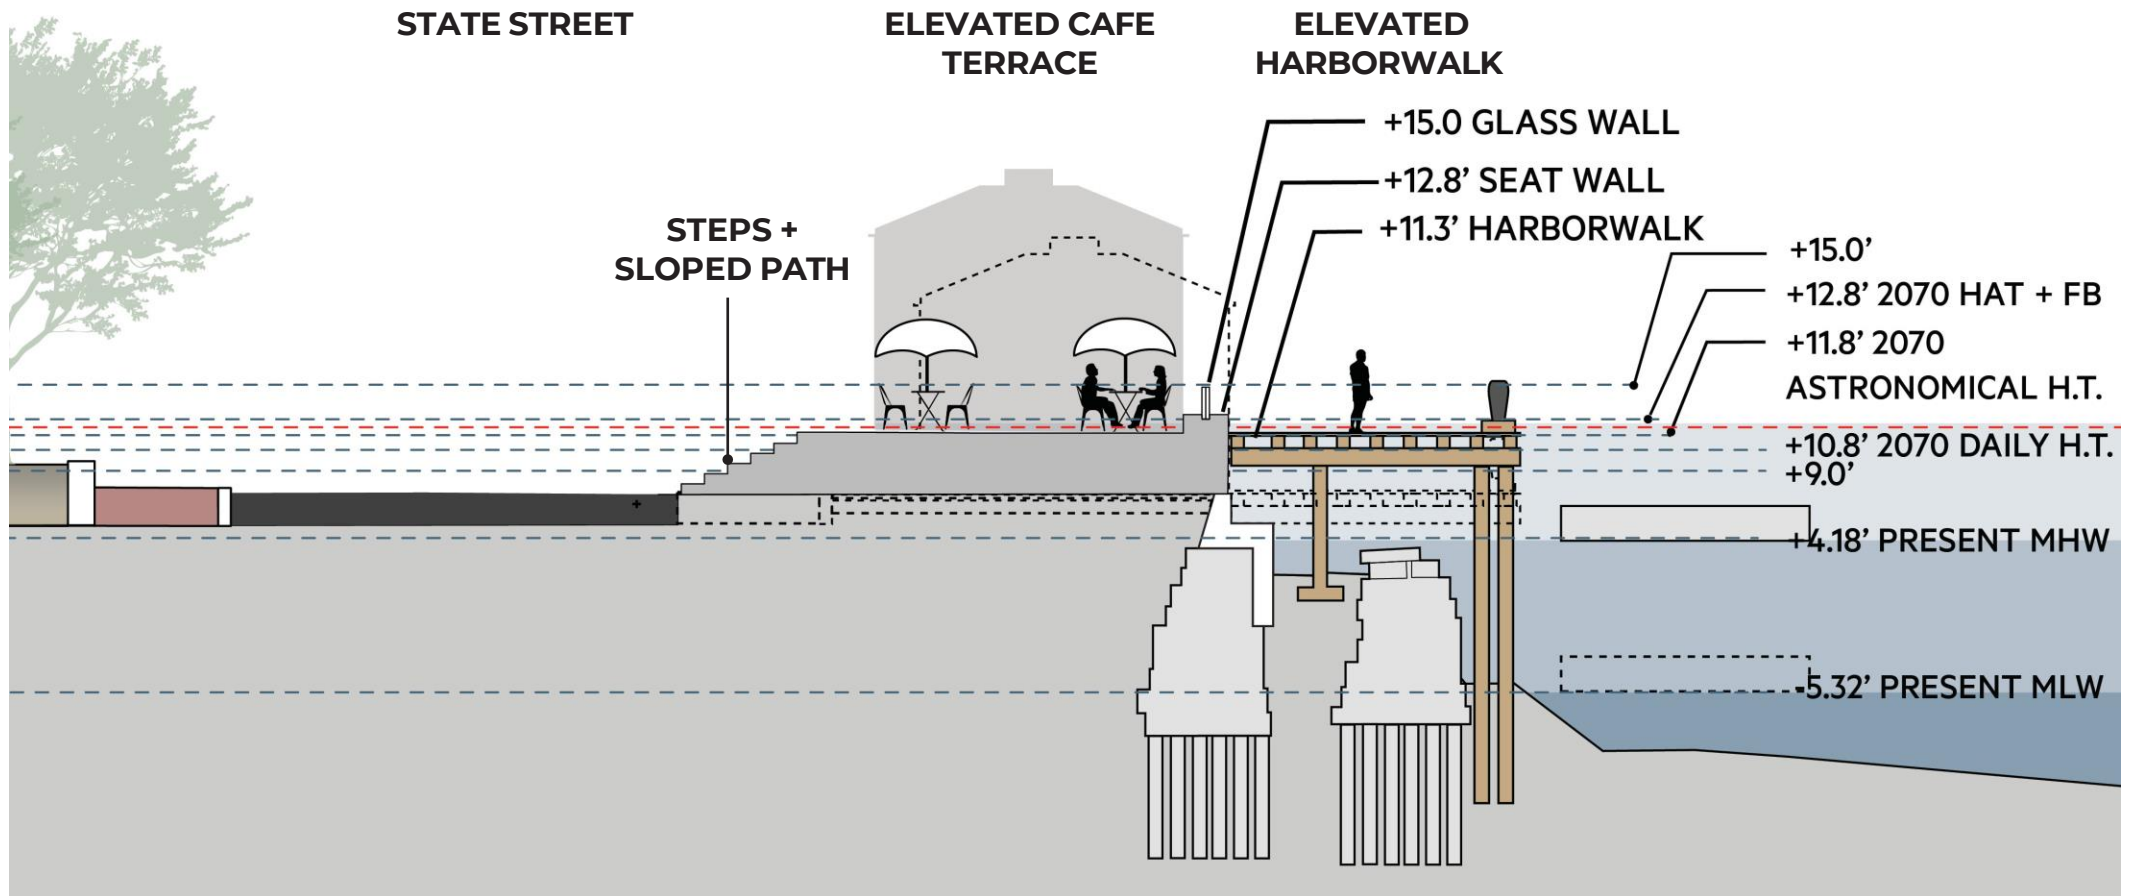 STATE STREET
ELEVATED CAFE
TERRACE
ELEVATED
HARBORWALK
+15.0 GLASS WALL
+12.8’ SEAT WALL
+11.3’ HARBORWALK
STEPS +
SLOPED PATH
+15.0’
+12.8’ 2070 HAT + FB
+11.8’ 2070
ASTRONOMICAL H.T.
+10.8’ 2070 DAILY H.T.
+9.0’
+4.18’ PRESENT MHW
-5.32’ PRESENT MLW